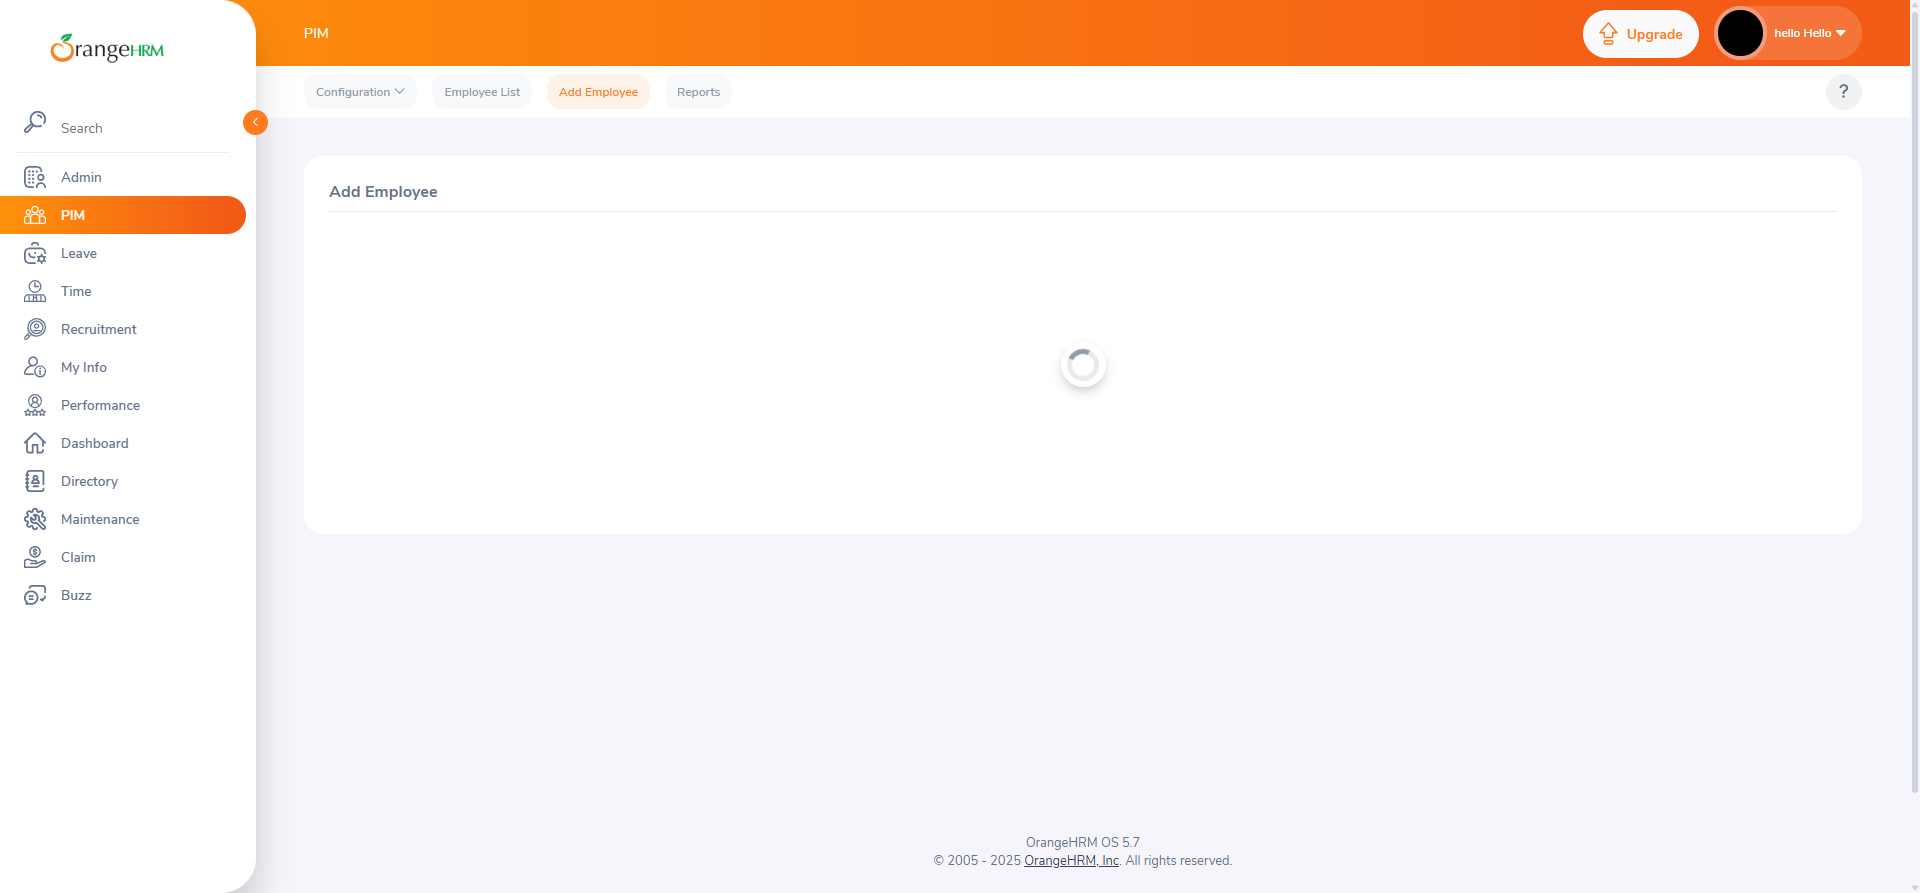 OrangeHRM
Search
Admin
PIM
Leave
Time
Recruitment
My Info
Performance
Dashboard
Directory
Maintenance
Claim
Buzz
PIM
Upgrade
hello Hello
Configuration
Employee List
Add Employee
Reports
?
Add Employee
OrangeHRM OS 5.7
© 2005 - 2025 OrangeHRM, Inc. All rights reserved.